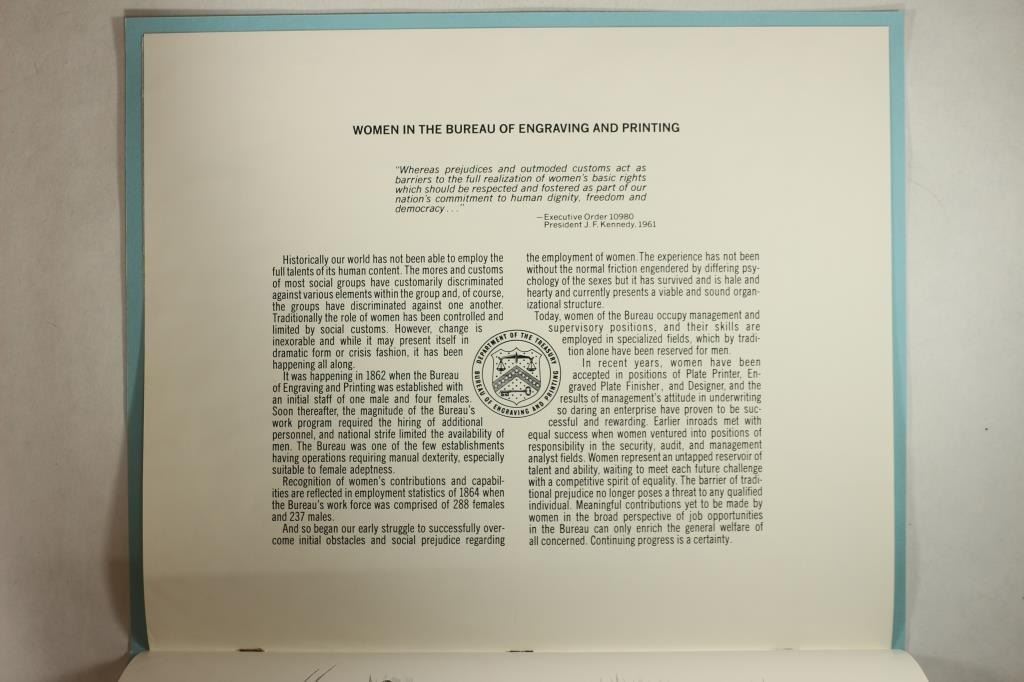 WOMEN IN THE BUREAU OF ENGRAVING AND PRINTING
"Whereas prejudices and outmoded customs act as
barriers to the full realization of women's basic rights
which should be respected and fostered as part of our
nation's commitment to human dignity, freedom and
democracy . . ."
—Executive Order 10980
President J. F. Kennedy, 1961
Historically our world has not been able to employ the
full talents of its human content. The mores and customs
of most social groups have customarily discriminated
against various elements within the group and, of course,
the groups have discriminated against one another.
Traditionally the role of women has been controlled and
limited by social customs. However, change is
inexorable and while it may present itself in
dramatic form or crisis fashion, it has been
happening all along.
It was happening in 1862 when the Bureau
of Engraving and Printing was established with
an initial staff of one male and four females.
Soon thereafter, the magnitude of the Bureau's
work program required the hiring of additional
personnel, and national strife limited the availability of
men. The Bureau was one of the few establishments
having operations requiring manual dexterity, especially
suitable to female adeptness.
Recognition of women's contributions and capabil-
ities are reflected in employment statistics of 1864 when
the Bureau's work force was comprised of 288 females
and 237 males.
And so began our early struggle to successfully over-
come initial obstacles and social prejudice regarding
the employment of women. The experience has not been
without the normal friction engendered by differing psy-
chology of the sexes but it has survived and is hale and
hearty and currently presents a viable and sound organ-
izational structure.
Today, women of the Bureau occupy management and
supervisory positions, and their skills are
employed in specialized fields, which by tradi-
tion alone have been reserved for men.
In recent years, women have been
accepted in positions of Plate Printer, En-
graved Plate Finisher, and Designer, and the
results of management's attitude in underwriting
so daring an enterprise have proven to be suc-
cessful and rewarding. Earlier inroads met with
equal success when women ventured into positions of
responsibility in the security, audit, and management
analyst fields. Women represent an untapped reservoir of
talent and ability, waiting to meet each future challenge
with a competitive spirit of equality. The barrier of tradi-
tional prejudice no longer poses a threat to any qualified
individual. Meaningful contributions yet to be made by
women in the broad perspective of job opportunities
in the Bureau can only enrich the general welfare of
all concerned. Continuing progress is a certainty.
DEPARTMENT OF THE TREASURY
BUREAU OF ENGRAVING AND PRINTING